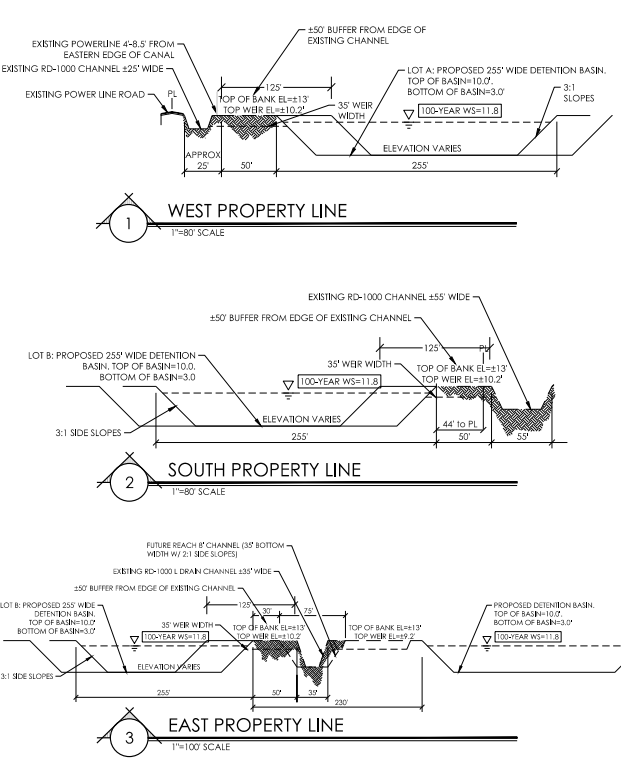 ±50' BUFFER FROM EDGE OF
EXISTING CHANNEL
EXISTING POWERLINE 4'-8.5' FROM
EASTERN EDGE OF CANAL
EXISTING RD-1000 CHANNEL ±25' WIDE
EXISTING POWER LINE ROAD
PL
125'
TOP OF BANK EL=±13'
TOP WEIR EL=±10.2'
35' WEIR
WIDTH
LOT A: PROPOSED 255' WIDE DETENTION BASIN.
TOP OF BASIN=10.0'.
BOTTOM OF BASIN=3.0'
100-YEAR WS=11.8
3:1
SLOPES
ELEVATION VARIES
APPROX
25'
50'
255'
1
WEST PROPERTY LINE
1"=80' SCALE
EXISTING RD-1000 CHANNEL ±55' WIDE
±50' BUFFER FROM EDGE OF EXISTING CHANNEL
125'
PL
LOT B: PROPOSED 255' WIDE DETENTION
BASIN. TOP OF BASIN=10.0.
BOTTOM OF BASIN=3.0
35' WEIR WIDTH
TOP OF BANK EL=±13'
TOP WEIR EL=±10.2'
100-YEAR WS=11.8
ELEVATION VARIES
3:1 SIDE SLOPES
44' to PL
255'
50'
55'
2
SOUTH PROPERTY LINE
1"=80' SCALE
FUTURE REACH 8' CHANNEL (35' BOTTOM
WIDTH W/ 2:1 SIDE SLOPES)
EXISTING RD-1000 L DRAIN CHANNEL ±35' WIDE
±50' BUFFER FROM EDGE OF EXISTING CHANNEL
LOT B: PROPOSED 255' WIDE
DETENTION BASIN.
TOP OF BASIN=10.0'
BOTTOM OF BASIN=3.0'
125'
30'
75'
35' WEIR WIDTH
TOP OF BANK EL=±13'
TOP WEIR EL=±10.2'
TOP OF BANK EL=±13'
TOP WEIR EL=±9.2'
PROPOSED DETENTION BASIN.
TOP OF BASIN=10.0'
BOTTOM OF BASIN=3.0'
100-YEAR WS=11.8
100-YEAR WS=11.8
ELEVATION VARIES
3:1 SIDE SLOPES
255'
50'
35'
230'
3
EAST PROPERTY LINE
1"=100' SCALE